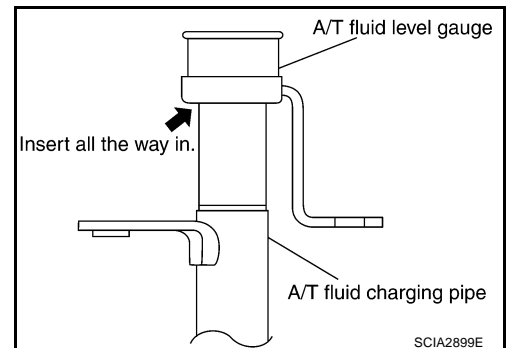 A/T fluid level gauge
Insert all the way in.
A/T fluid charging pipe
SCIA2899E